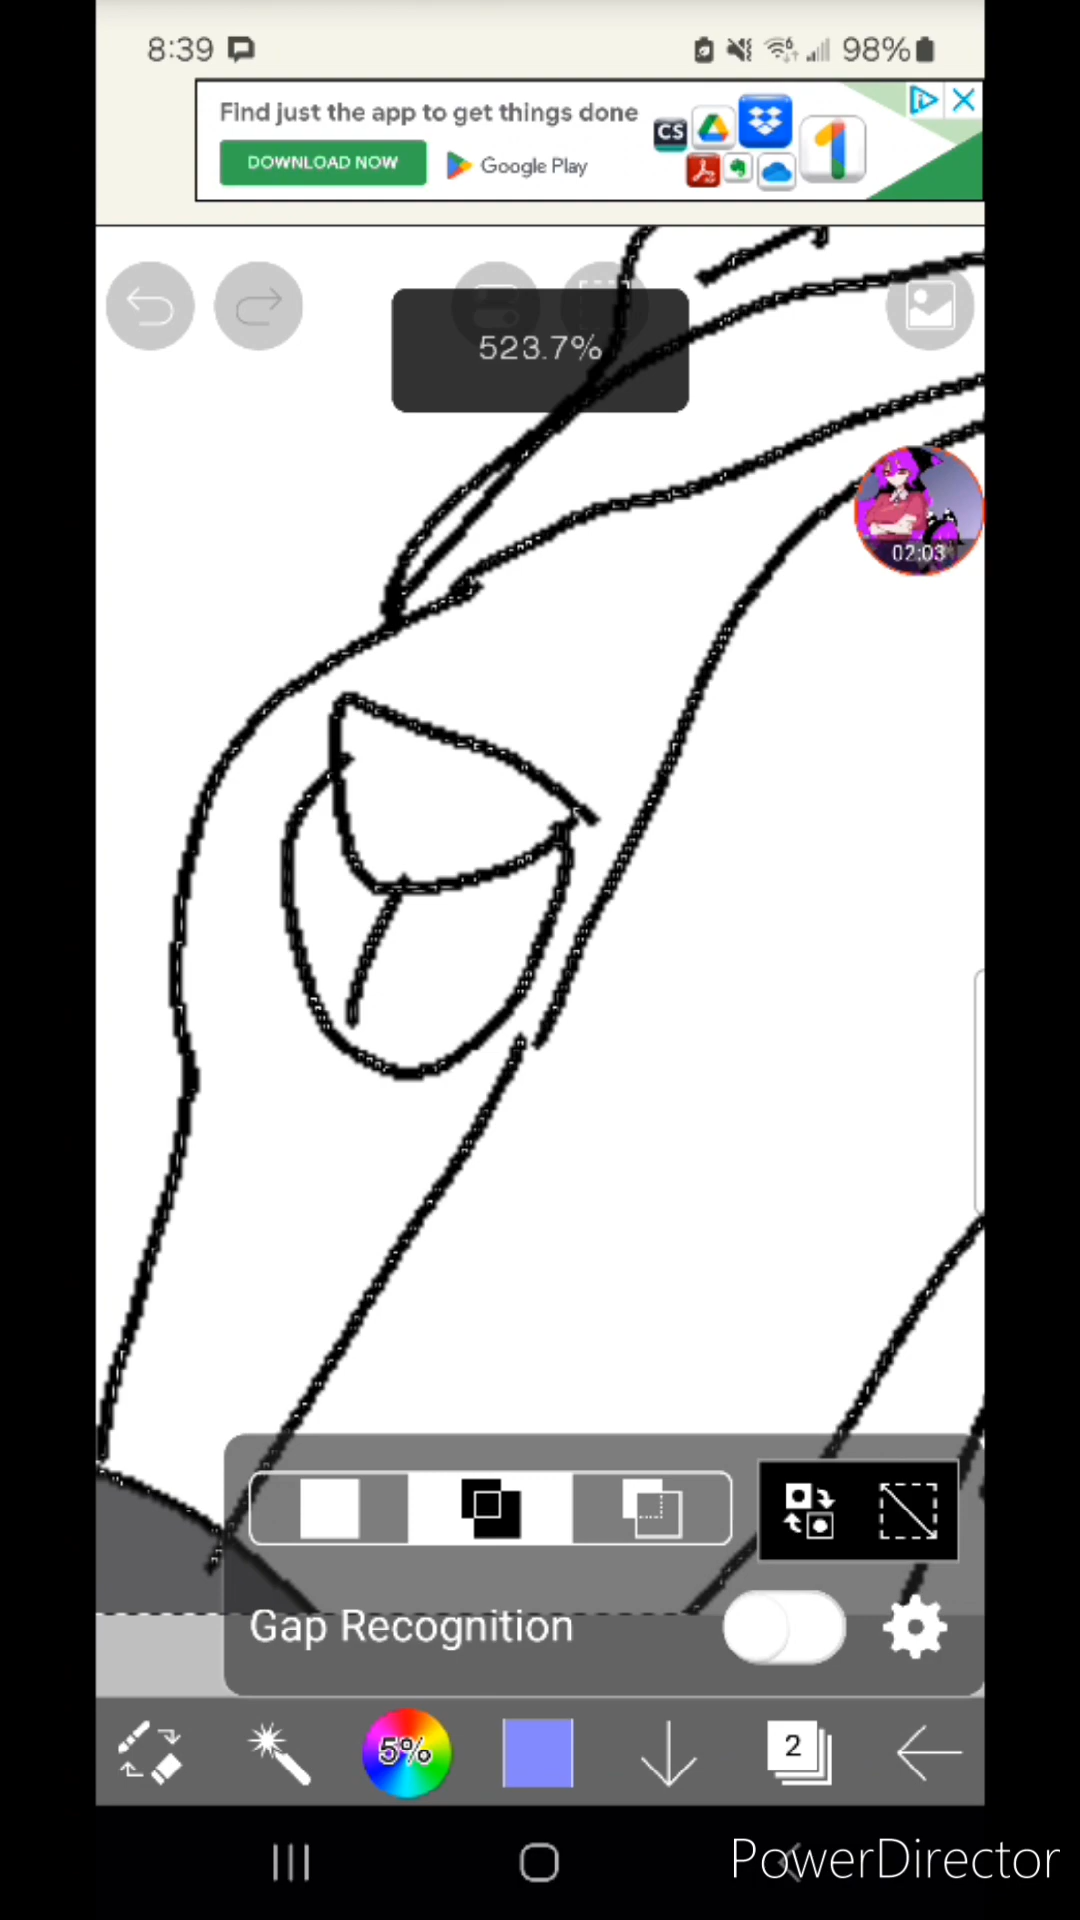 8:39
98%
Find just the app to get things done
CS
1
DOWNLOAD NOW
Google Play
523.7%
02:03
Gap Recognition
5%
2
PowerDirector